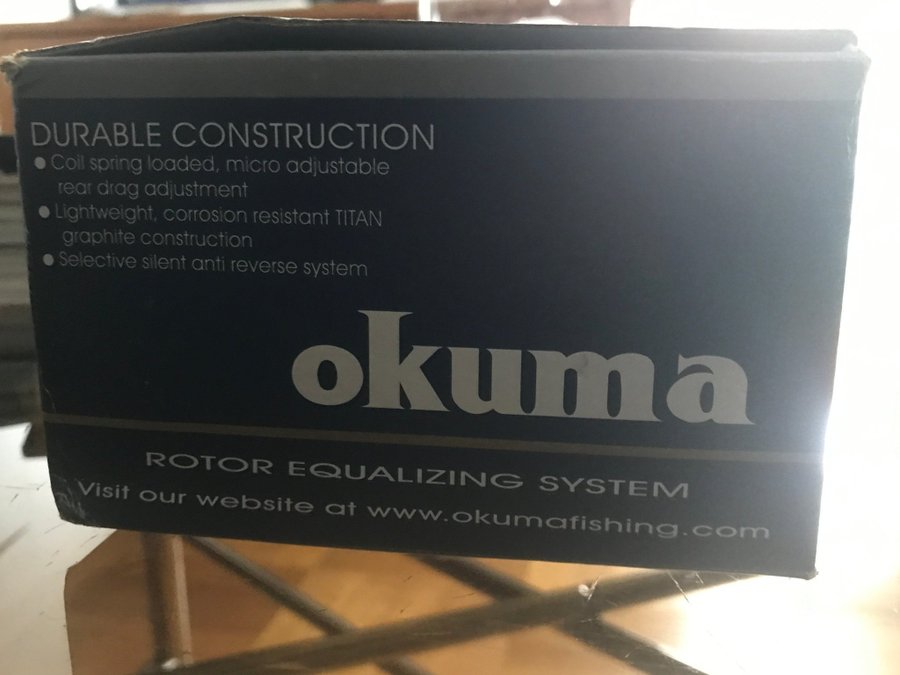 DURABLE CONSTRUCTION
● Coil spring loaded, micro adjustable
rear drag adjustment
● Lightweight, corrosion resistant TITAN
graphite construction
● Selective silent anti reverse system
okuma
ROTOR EQUALIZING SYSTEM
Visit our website at www.okumafishing.com